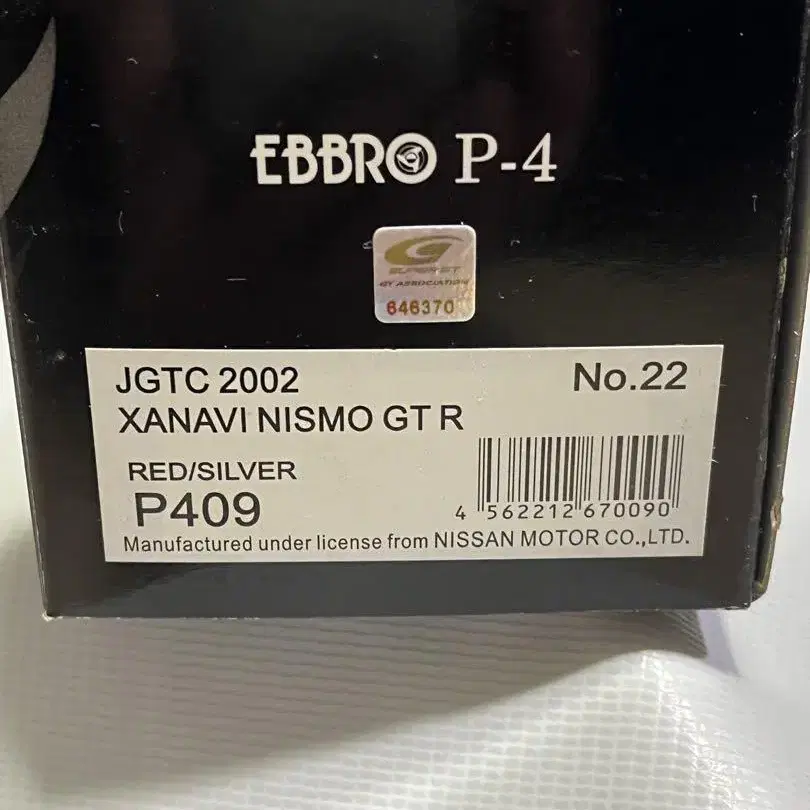 EBBRO P-4
SUPER GT
GT ASSOCIATION
646370
JGTC 2002
No.22
XANAVI NISMO GT R
RED/SILVER
P409
4 562212 670090
Manufactured under license from NISSAN MOTOR CO.,LTD.